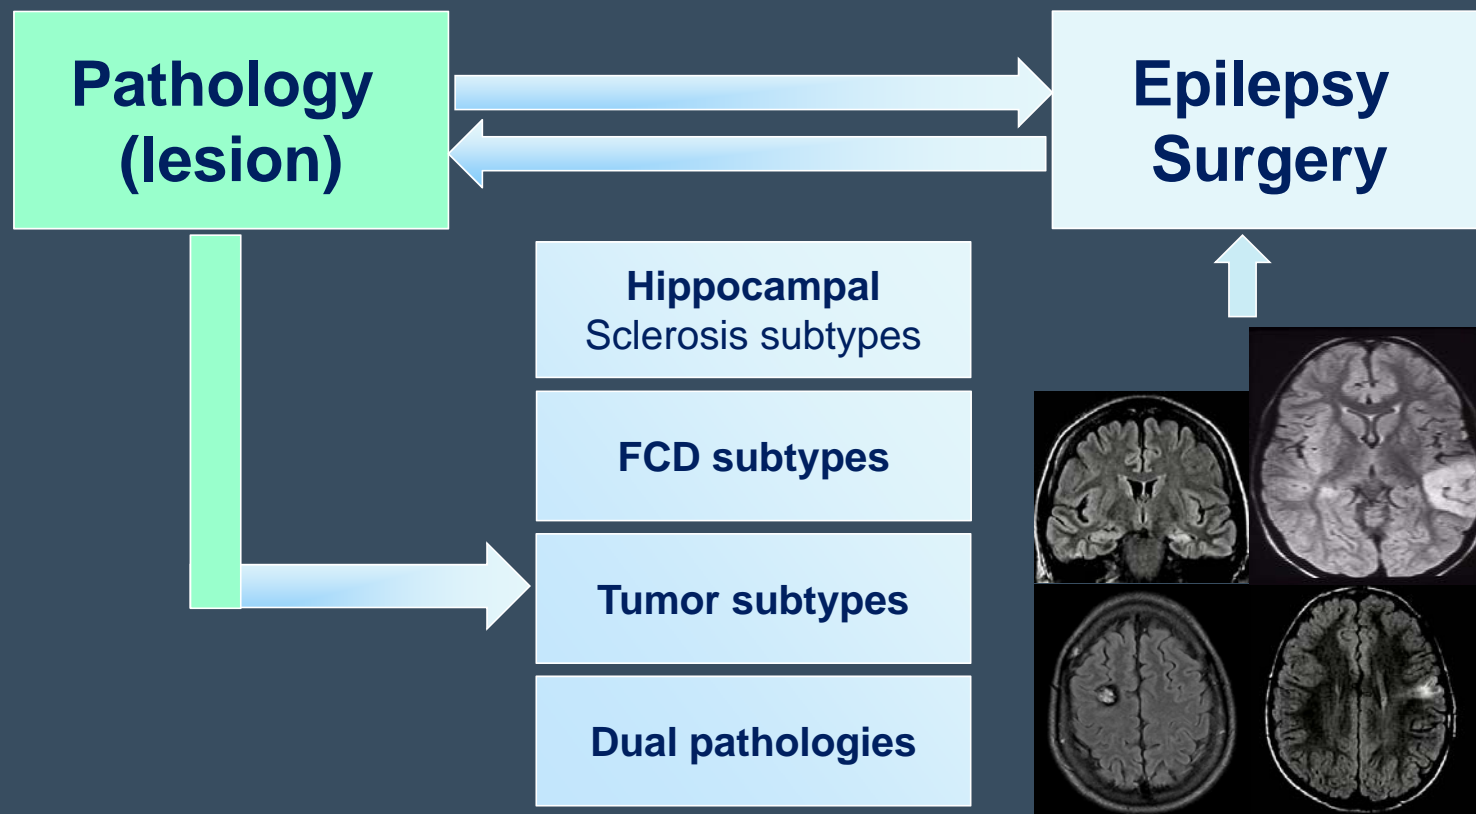 Pathology
(lesion)
Epilepsy
Surgery
Hippocampal
Sclerosis subtypes
FCD subtypes
Tumor subtypes
Dual pathologies